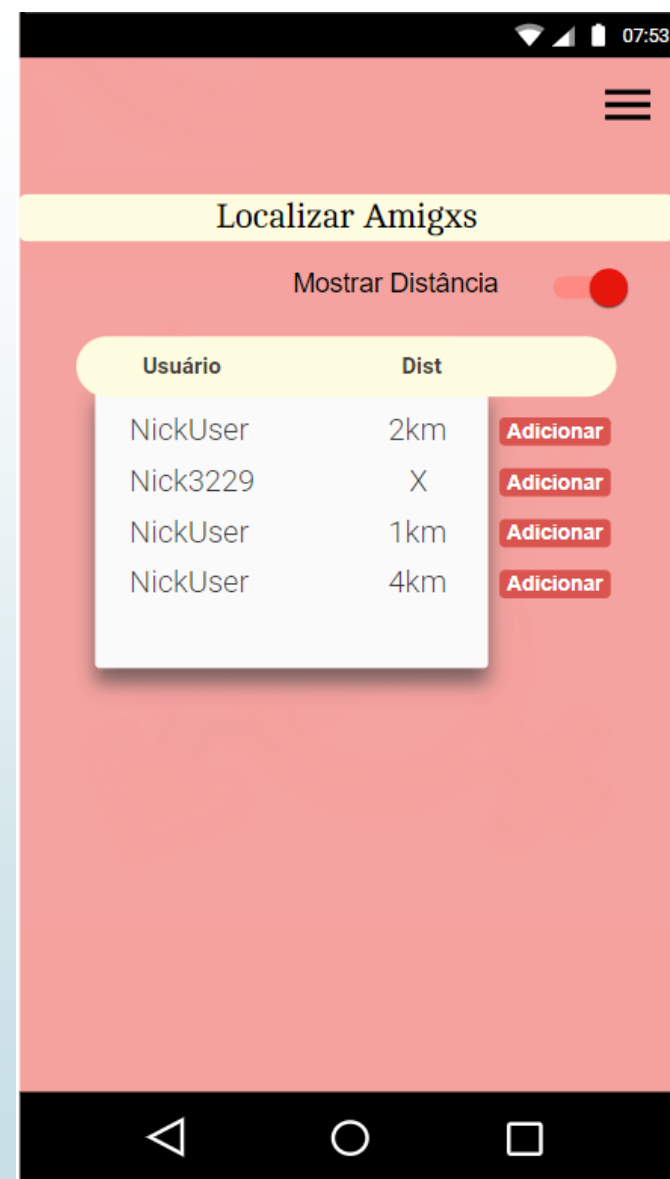 07:53
Localizar Amigxs
Mostrar Distância
Usuário Dist
NickUser 2km Adicionar
Nick3229 X Adicionar
NickUser 1km Adicionar
NickUser 4km Adicionar